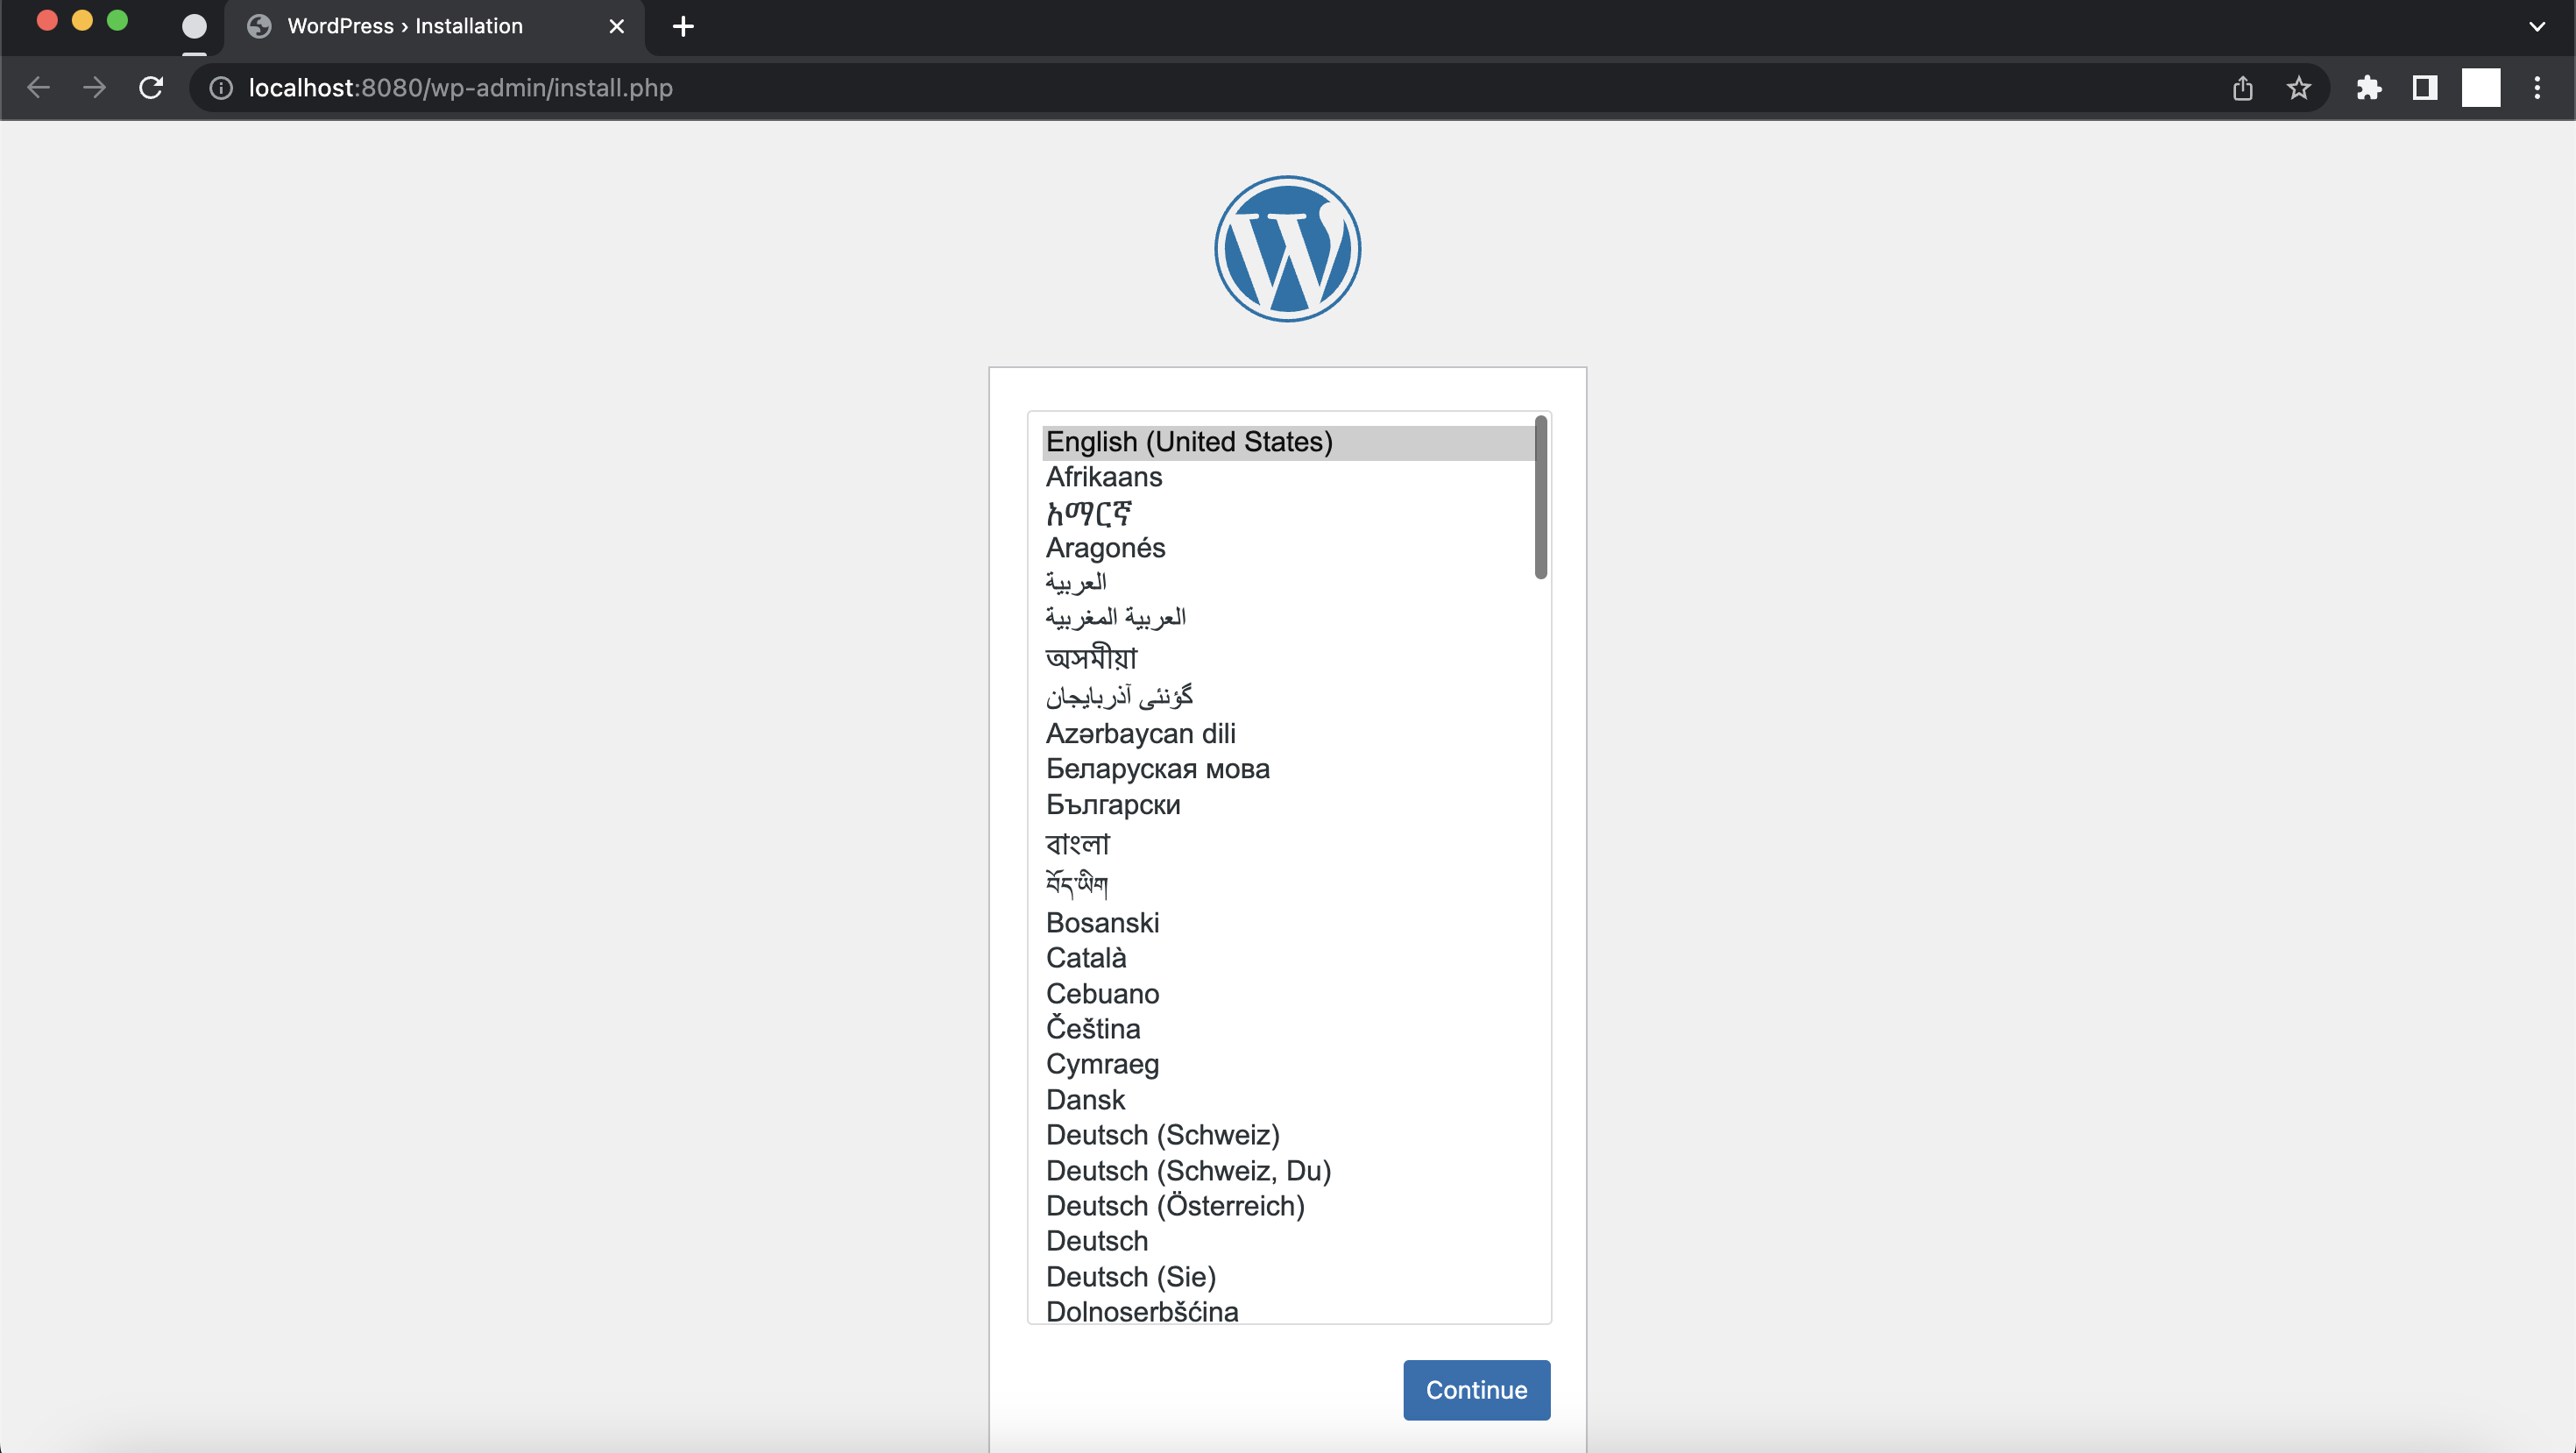 WordPress › Installation
localhost:8080/wp-admin/install.php
English (United States)
Afrikaans
አማርኛ
Aragonés
العربية
العربية المغربية
অসমীয়া
گؤنئی آذربایجان
Azərbaycan dili
Беларуская мова
Български
বাংলা
བོད་ཡིག
Bosanski
Català
Cebuano
Čeština
Cymraeg
Dansk
Deutsch (Schweiz)
Deutsch (Schweiz, Du)
Deutsch (Österreich)
Deutsch
Deutsch (Sie)
Dolnoserbšćina
Continue